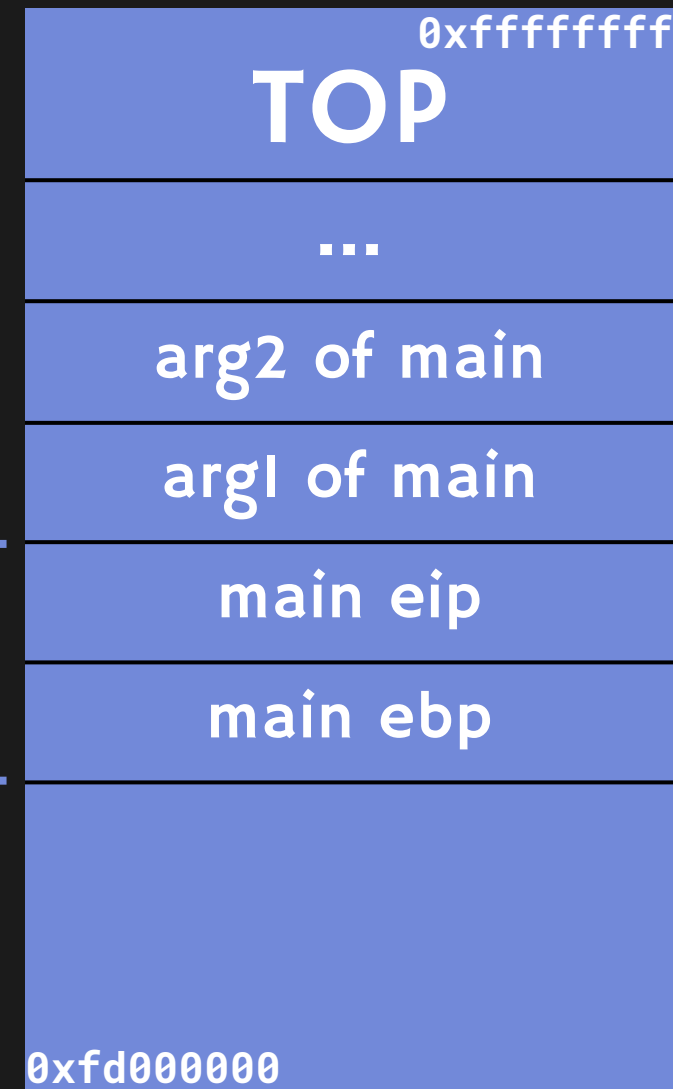 0xffffffff
TOP
...
arg2 of main
arg1 of main
main eip
main ebp
0xfd000000